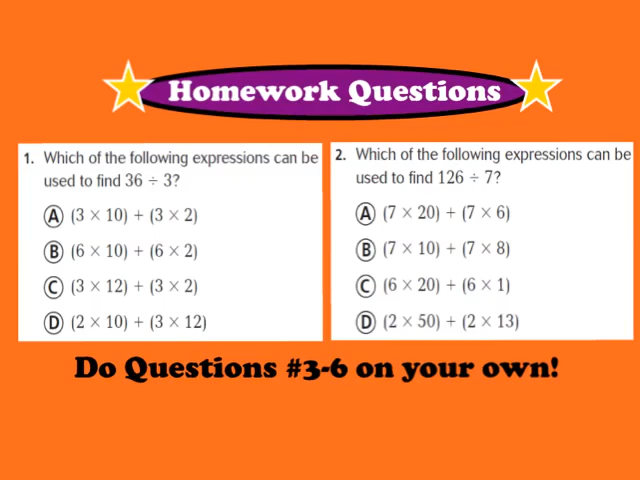 Homework Questions
1. Which of the following expressions can be
used to find 36 ÷ 3?
A (3 × 10) + (3 × 2)
B (6 × 10) + (6 × 2)
C (3 × 12) + (3 × 2)
D (2 × 10) + (3 × 12)
2. Which of the following expressions can be
used to find 126 ÷ 7?
A (7 × 20) + (7 × 6)
B (7 × 10) + (7 × 8)
C (6 × 20) + (6 × 1)
D (2 × 50) + (2 × 13)
Do Questions #3-6 on your own!